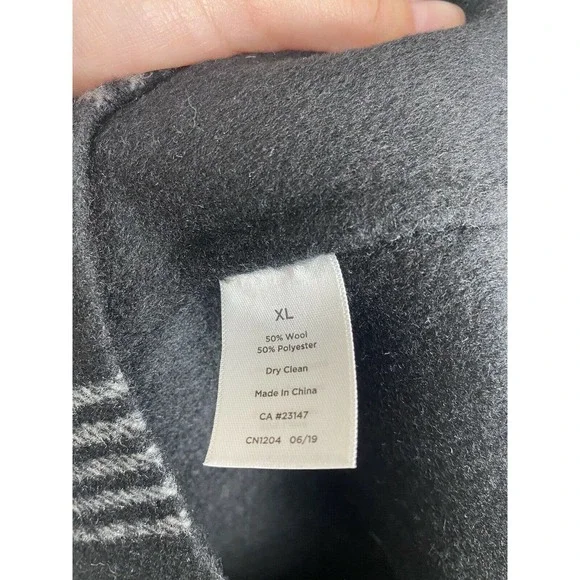 XL
50% Wool
50% Polyester
Dry Clean
Made In China
CA #23147
CN1204 06/19